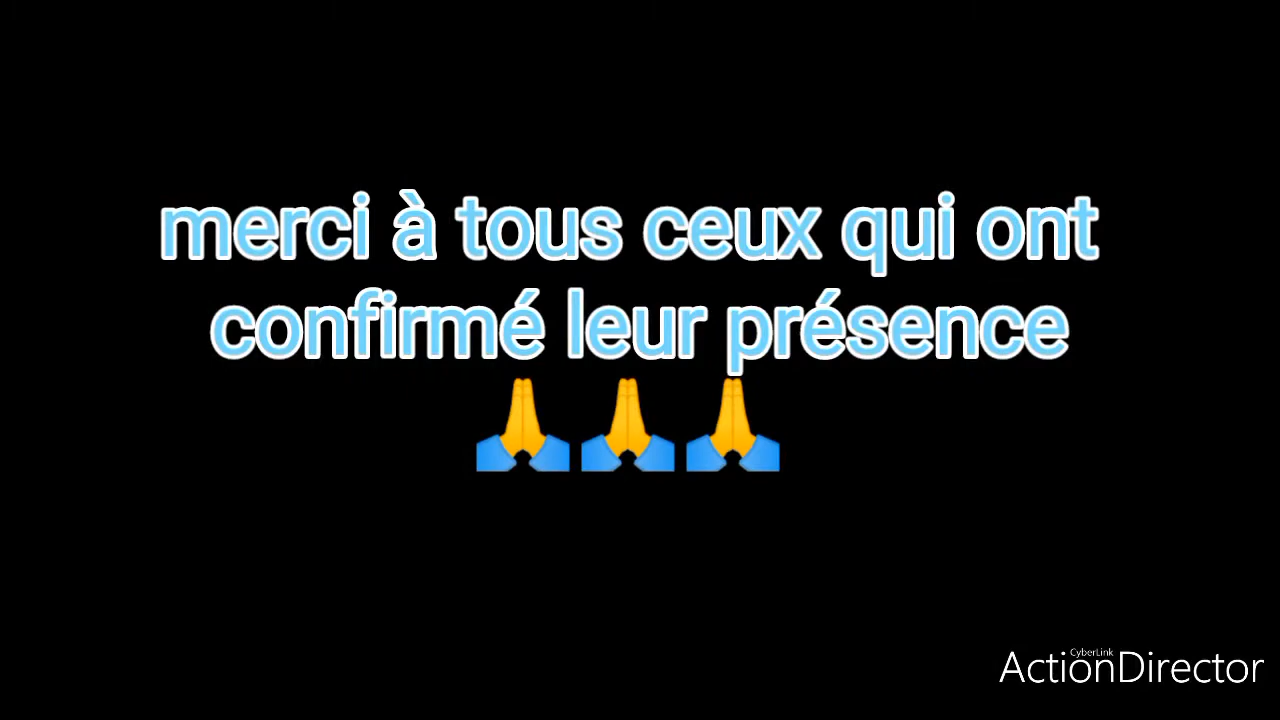 merci à tous ceux qui ont
confirmé leur présence
🙏🙏🙏
CyberLink
ActionDirector